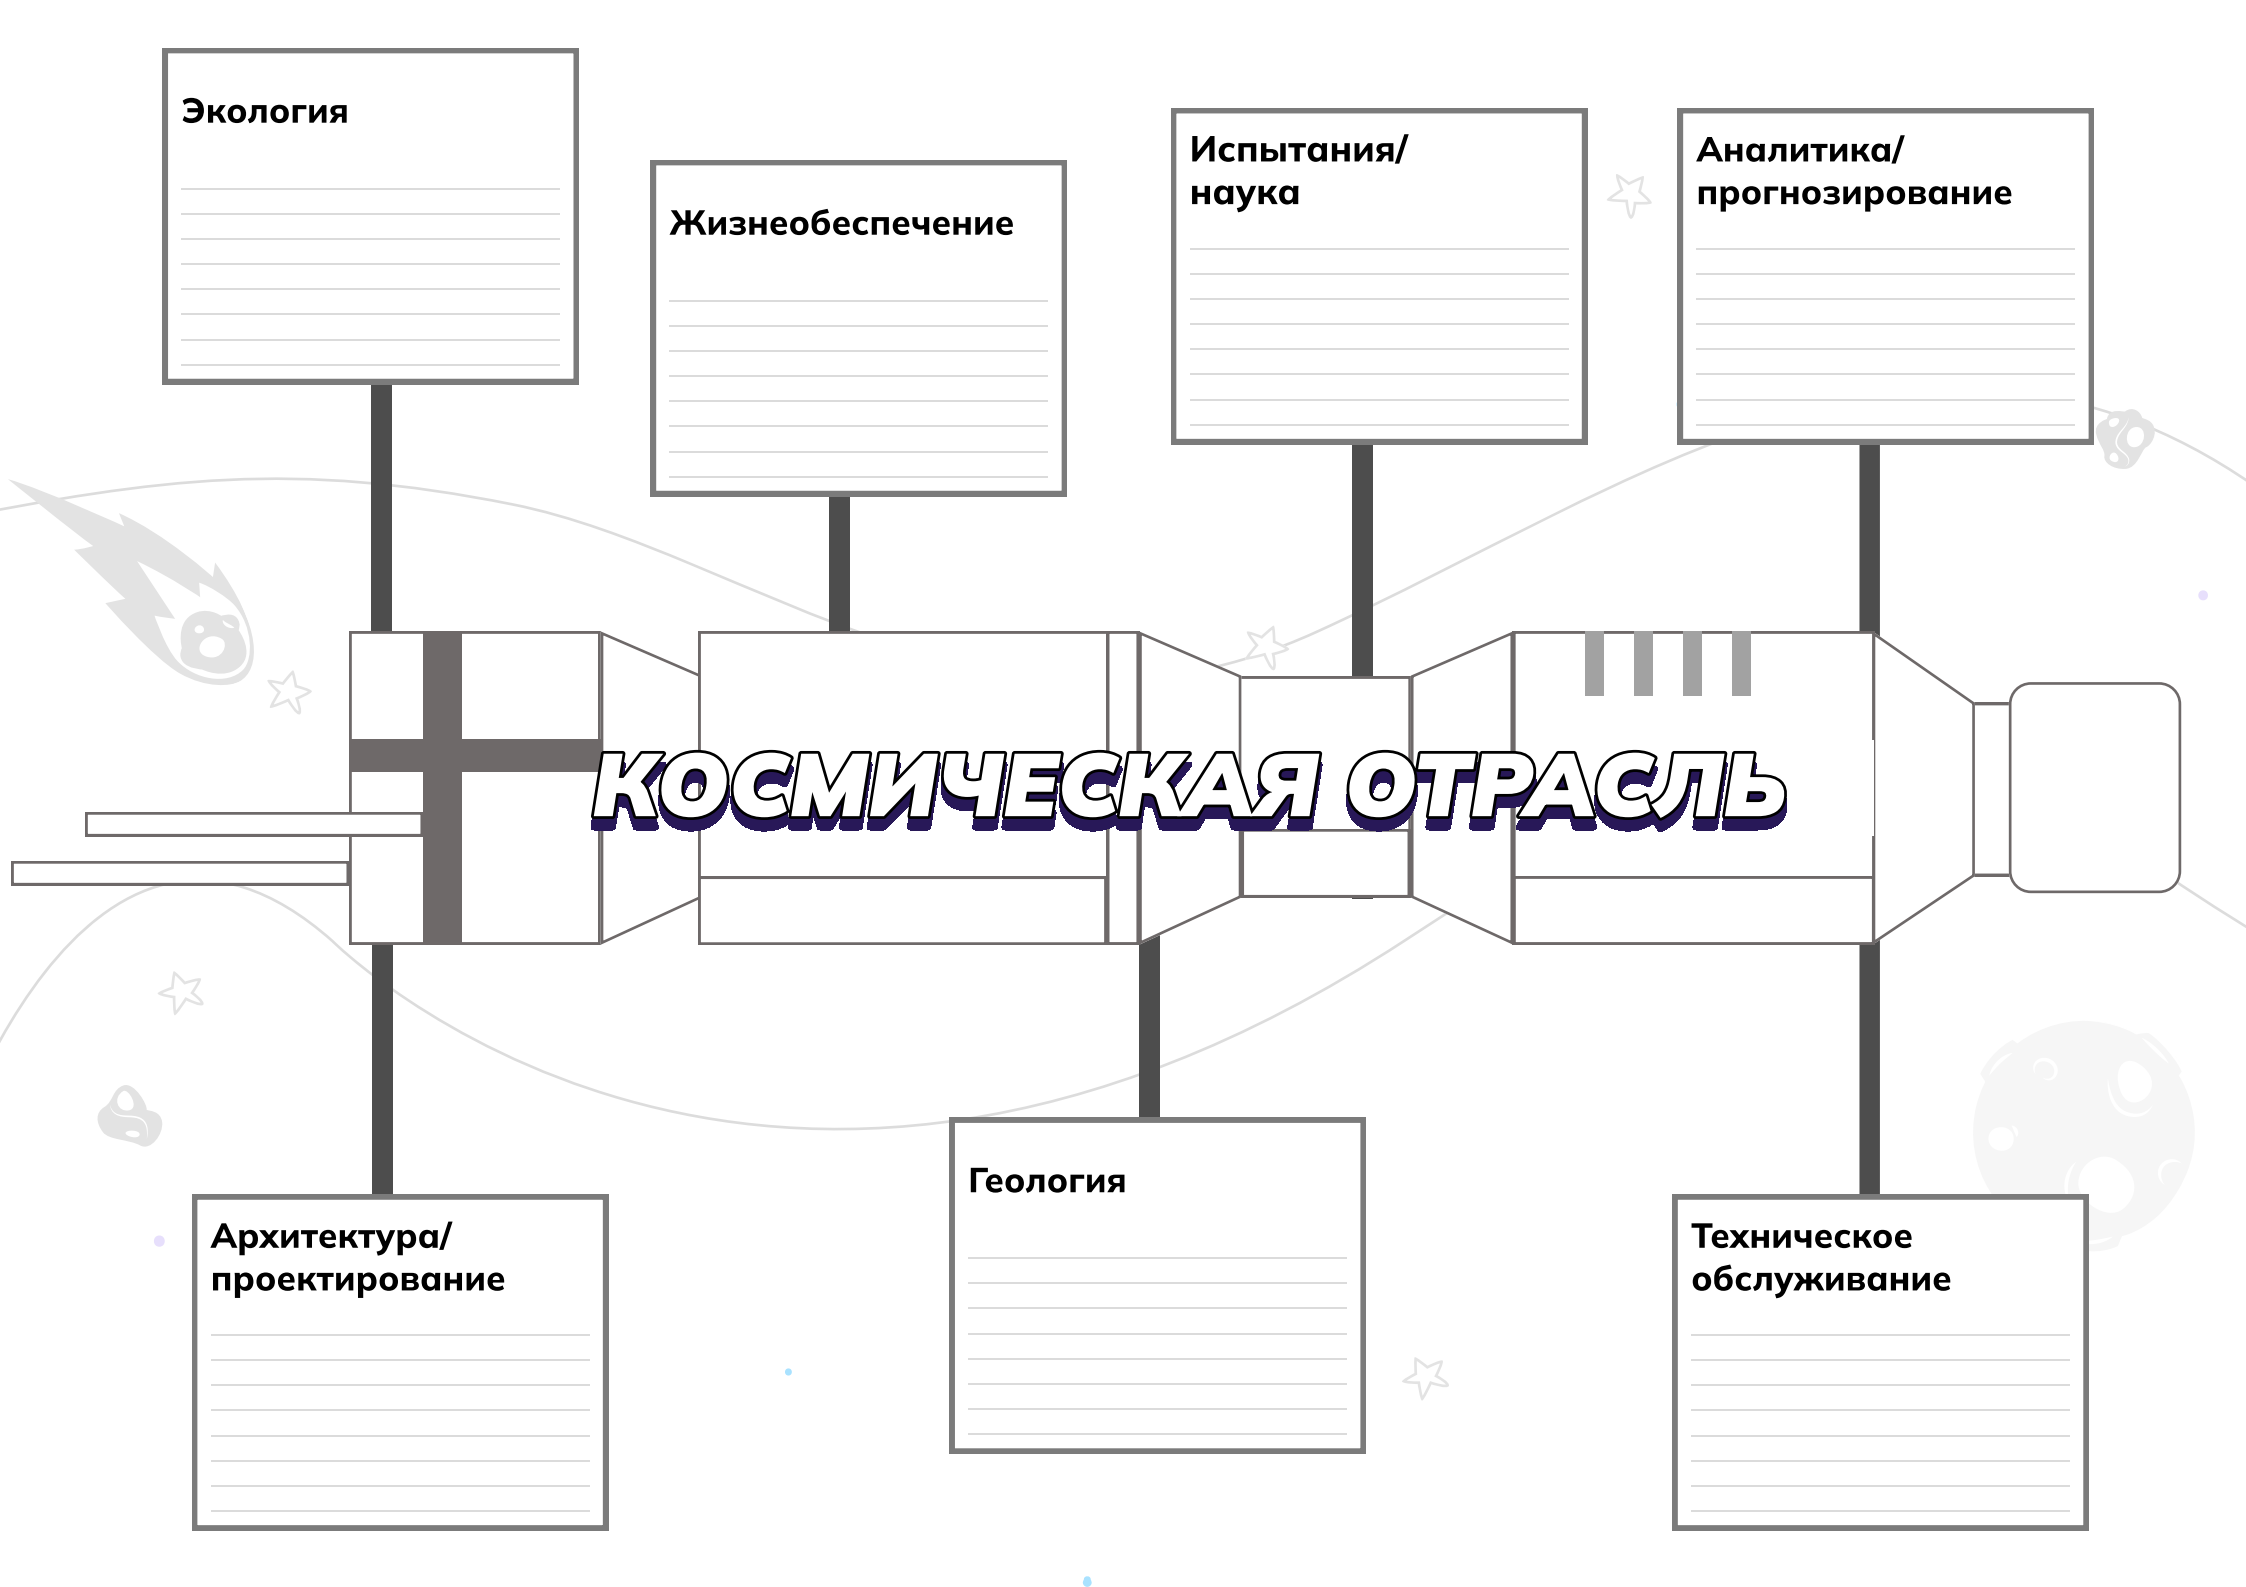 Экология
Жизнеобеспечение
Испытания/
наука
Аналитика/
прогнозирование
КОСМИЧЕСКАЯ ОТРАСЛЬ
Архитектура/
проектирование
Геология
Техническое
обслуживание